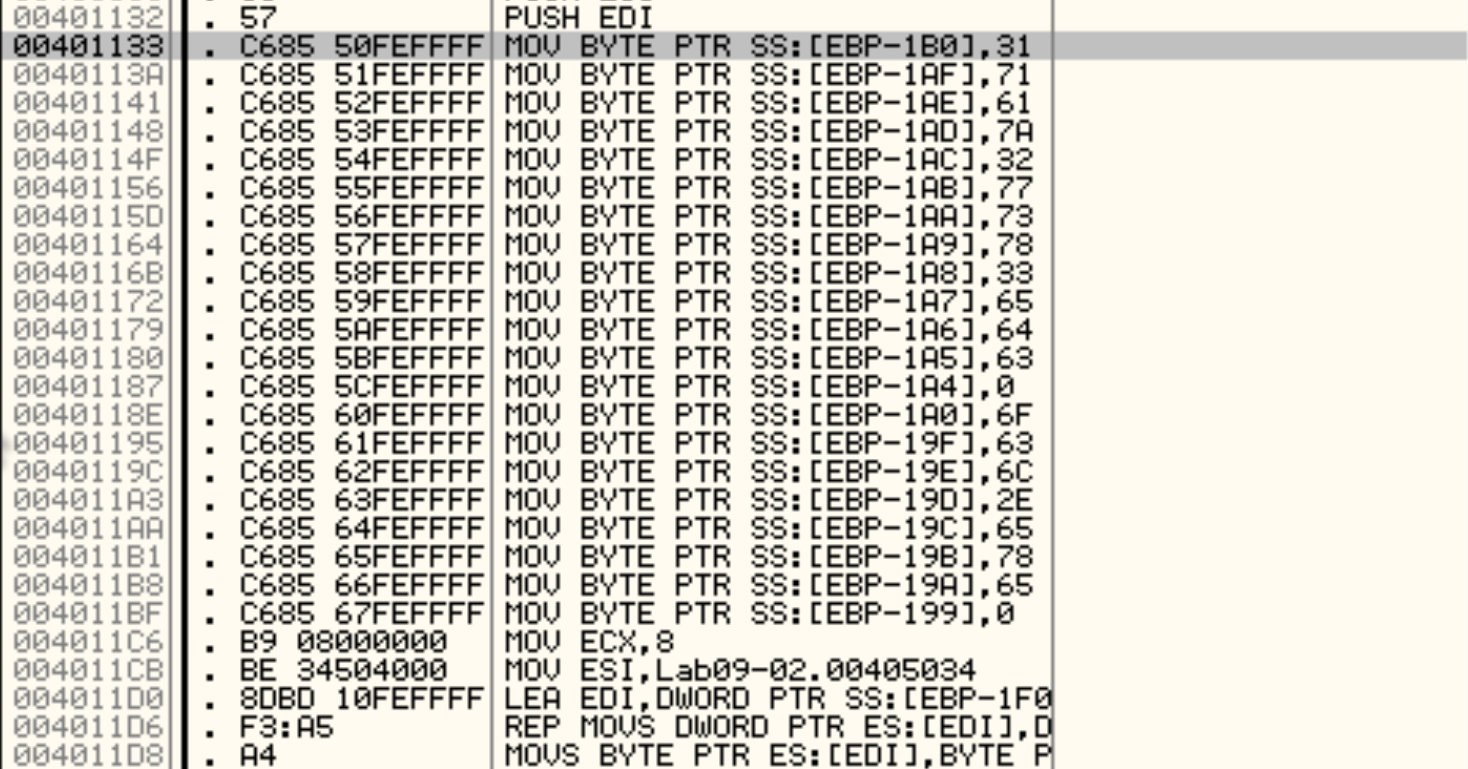 00401132 . 57 PUSH EDI
00401133 . C685 50FEFFFF MOV BYTE PTR SS:[EBP-1B0],31
0040113A . C685 51FEFFFF MOV BYTE PTR SS:[EBP-1AF],71
00401141 . C685 52FEFFFF MOV BYTE PTR SS:[EBP-1AE],61
00401148 . C685 53FEFFFF MOV BYTE PTR SS:[EBP-1AD],7A
0040114F . C685 54FEFFFF MOV BYTE PTR SS:[EBP-1AC],32
00401156 . C685 55FEFFFF MOV BYTE PTR SS:[EBP-1AB],77
0040115D . C685 56FEFFFF MOV BYTE PTR SS:[EBP-1AA],73
00401164 . C685 57FEFFFF MOV BYTE PTR SS:[EBP-1A9],78
0040116B . C685 58FEFFFF MOV BYTE PTR SS:[EBP-1A8],33
00401172 . C685 59FEFFFF MOV BYTE PTR SS:[EBP-1A7],65
00401179 . C685 5AFEFFFF MOV BYTE PTR SS:[EBP-1A6],64
00401180 . C685 5BFEFFFF MOV BYTE PTR SS:[EBP-1A5],63
00401187 . C685 5CFEFFFF MOV BYTE PTR SS:[EBP-1A4],0
0040118E . C685 60FEFFFF MOV BYTE PTR SS:[EBP-1A0],6F
00401195 . C685 61FEFFFF MOV BYTE PTR SS:[EBP-19F],63
0040119C . C685 62FEFFFF MOV BYTE PTR SS:[EBP-19E],6C
004011A3 . C685 63FEFFFF MOV BYTE PTR SS:[EBP-19D],2E
004011AA . C685 64FEFFFF MOV BYTE PTR SS:[EBP-19C],65
004011B1 . C685 65FEFFFF MOV BYTE PTR SS:[EBP-19B],78
004011B8 . C685 66FEFFFF MOV BYTE PTR SS:[EBP-19A],65
004011BF . C685 67FEFFFF MOV BYTE PTR SS:[EBP-199],0
004011C6 . B9 08000000 MOV ECX,8
004011CB . BE 34504000 MOV ESI,Lab09-02.00405034
004011D0 . 8DBD 10FEFFFF LEA EDI,DWORD PTR SS:[EBP-1F0
004011D6 . F3:A5 REP MOVS DWORD PTR ES:[EDI],D
004011D8 . A4 MOVS BYTE PTR ES:[EDI],BYTE P